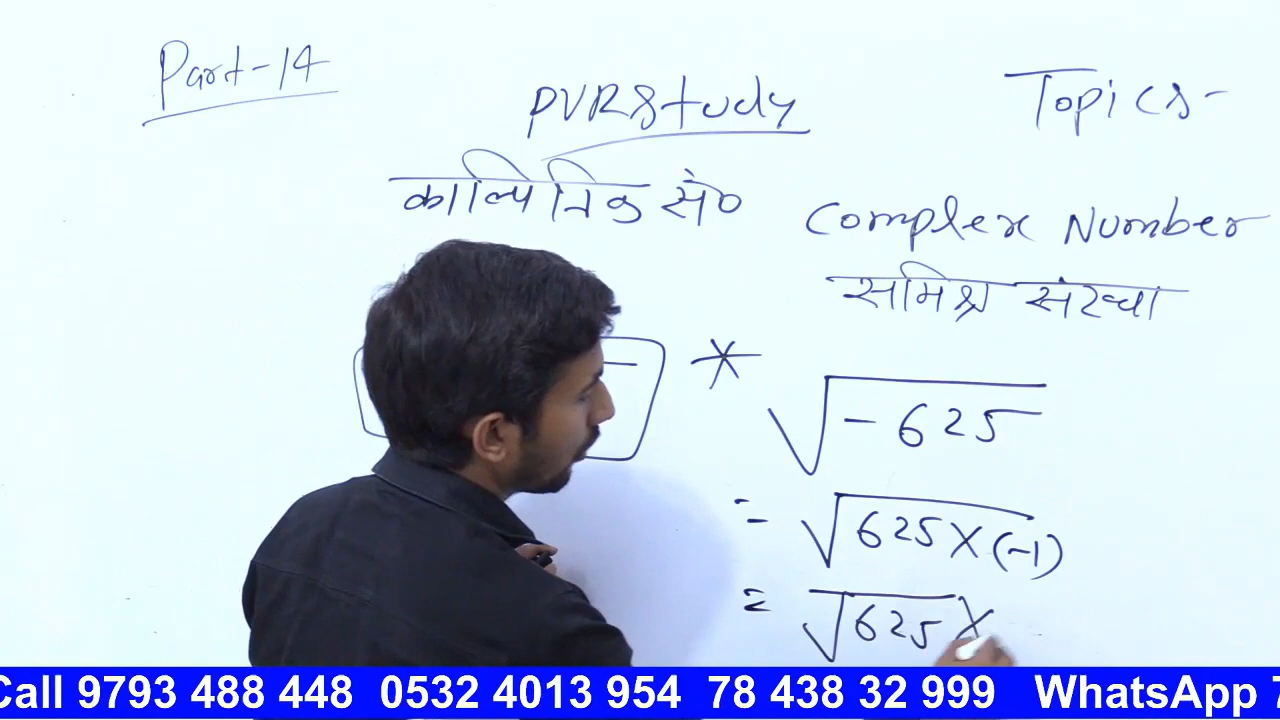 Part-14
PVRStudy
Topics-
काल्पनिक सं०
Complex Number
समिश्र संख्या
* √-625
= √625X(-1)
= √625 X
Call 9793 488 448 0532 4013 954 78 438 32 999 WhatsApp 7